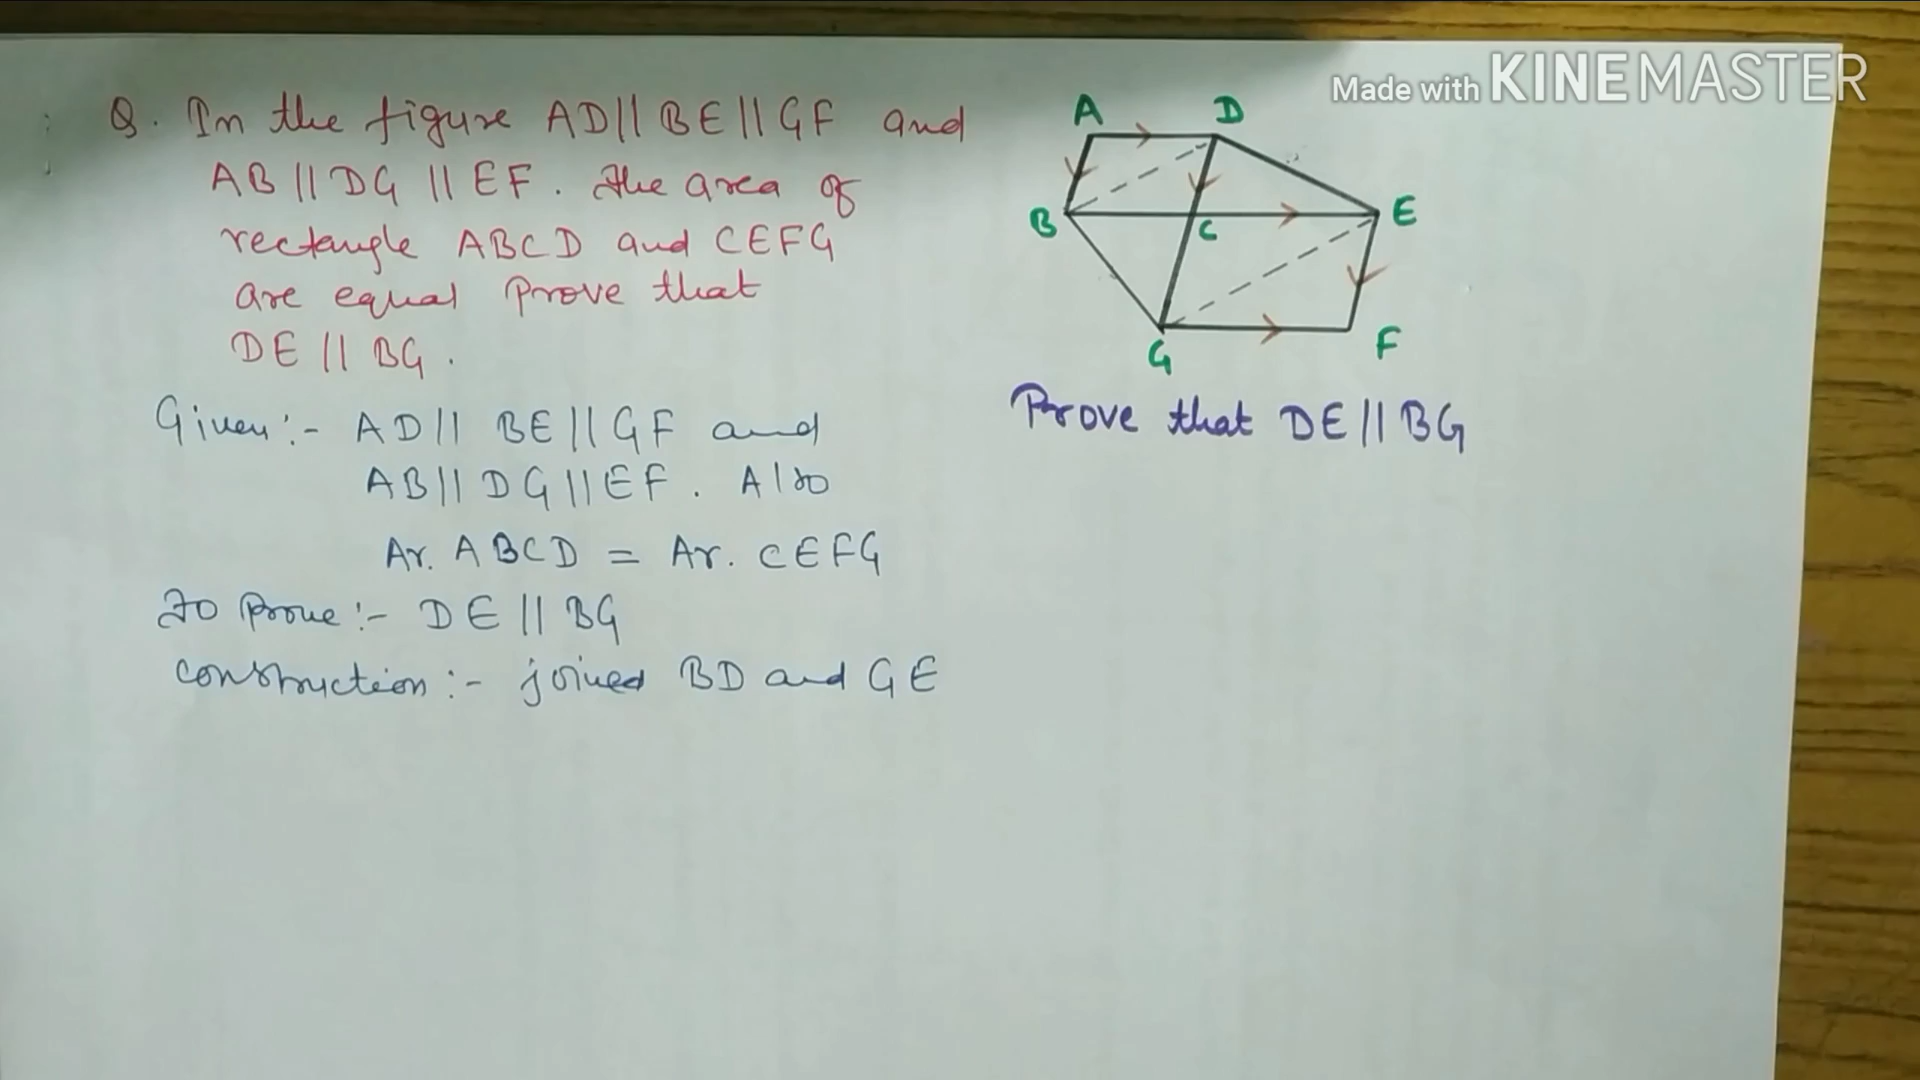 Q. In the figure AD||BE||GF and
AB||DG||EF. The area of
rectangle ABCD and CEFG
are equal Prove that
DE||BG.
Given:- AD|| BE||GF and
AB||DG||EF. Also
Ar. ABCD = Ar. CEFG
To Prove:- DE||BG
construction:- joined BD and GE
Made with KINEMASTER
A D
B C E
G F
Prove that DE||BG